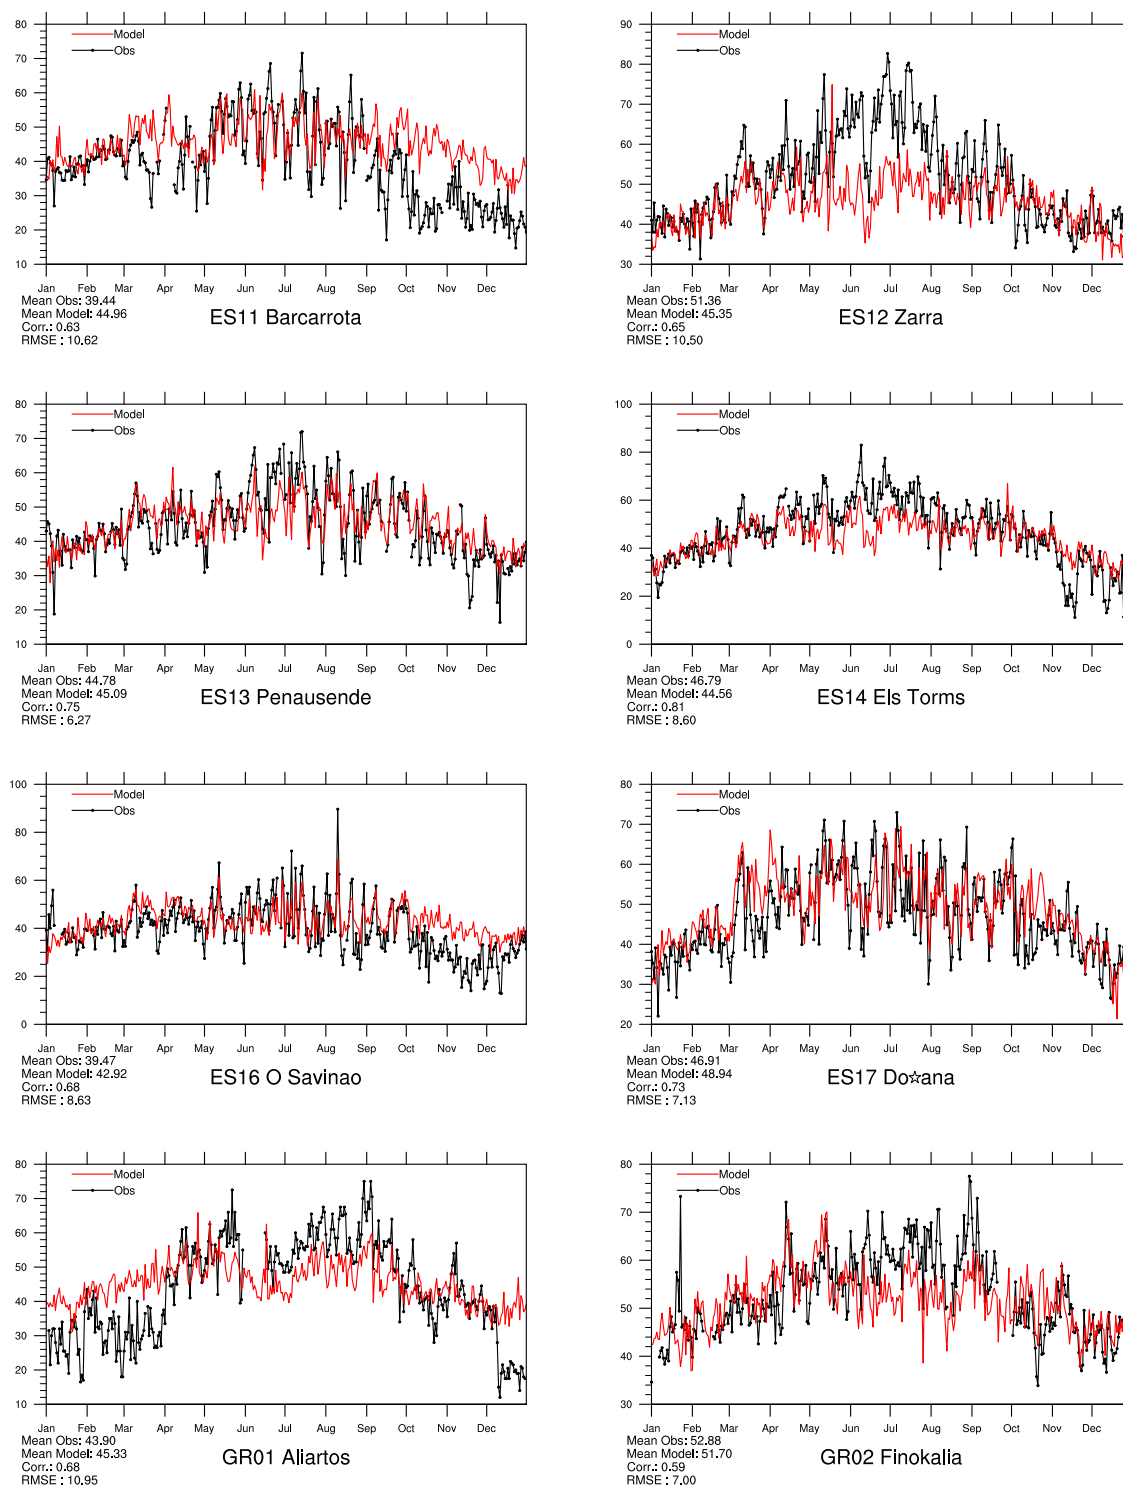 80
70
60
50
40
30
20
10
Model
Obs
Jan Feb Mar Apr May Jun Jul Aug Sep Oct Nov Dec
Mean Obs: 39.44
Mean Model: 44.96
Corr.: 0.63
RMSE : 10.62
ES11 Barcarrota
90
80
70
60
50
40
30
Model
Obs
Jan Feb Mar Apr May Jun Jul Aug Sep Oct Nov Dec
Mean Obs: 51.36
Mean Model: 45.35
Corr.: 0.65
RMSE : 10.50
ES12 Zarra
80
70
60
50
40
30
20
10
Model
Obs
Jan Feb Mar Apr May Jun Jul Aug Sep Oct Nov Dec
Mean Obs: 44.78
Mean Model: 45.09
Corr.: 0.75
RMSE : 6.27
ES13 Penausende
100
80
60
40
20
0
Model
Obs
Jan Feb Mar Apr May Jun Jul Aug Sep Oct Nov Dec
Mean Obs: 46.79
Mean Model: 44.56
Corr.: 0.81
RMSE : 8.60
ES14 Els Torms
100
80
60
40
20
0
Model
Obs
Jan Feb Mar Apr May Jun Jul Aug Sep Oct Nov Dec
Mean Obs: 39.47
Mean Model: 42.92
Corr.: 0.68
RMSE : 8.63
ES16 O Savinao
80
70
60
50
40
30
20
Model
Obs
Jan Feb Mar Apr May Jun Jul Aug Sep Oct Nov Dec
Mean Obs: 46.91
Mean Model: 48.94
Corr.: 0.73
RMSE : 7.13
ES17 Do☆ana
80
70
60
50
40
30
20
10
Model
Obs
Jan Feb Mar Apr May Jun Jul Aug Sep Oct Nov Dec
Mean Obs: 43.90
Mean Model: 45.33
Corr.: 0.68
RMSE : 10.95
GR01 Aliartos
80
70
60
50
40
30
Model
Obs
Jan Feb Mar Apr May Jun Jul Aug Sep Oct Nov Dec
Mean Obs: 52.88
Mean Model: 51.70
Corr.: 0.59
RMSE : 7.00
GR02 Finokalia